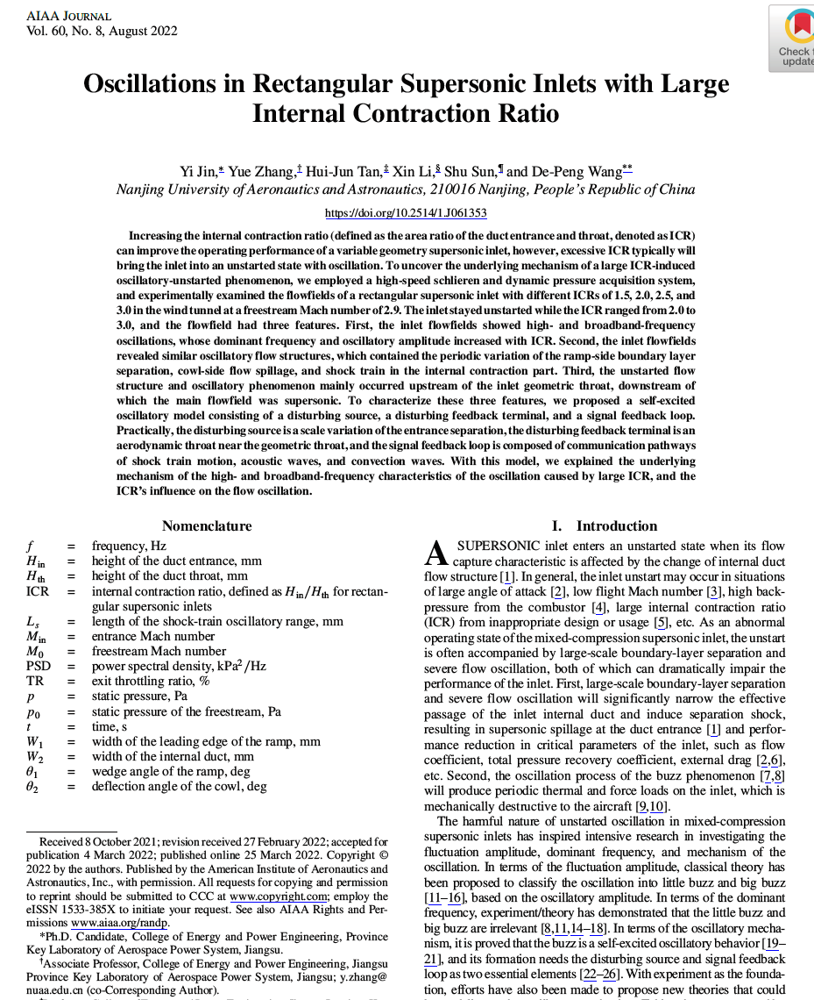 AIAA JOURNAL
Vol. 60, No. 8, August 2022
Check f
update
Oscillations in Rectangular Supersonic Inlets with Large
Internal Contraction Ratio
Yi Jin,* Yue Zhang,† Hui-Jun Tan,‡ Xin Li,§ Shu Sun,¶ and De-Peng Wang**
Nanjing University of Aeronautics and Astronautics, 210016 Nanjing, People's Republic of China
https://doi.org/10.2514/1.J061353
Increasing the internal contraction ratio (defined as the area ratio of the duct entrance and throat, denoted as ICR)
can improve the operating performance of a variable geometry supersonic inlet, however, excessive ICR typically will
bring the inlet into an unstarted state with oscillation. To uncover the underlying mechanism of a large ICR-induced
oscillatory-unstarted phenomenon, we employed a high-speed schlieren and dynamic pressure acquisition system,
and experimentally examined the flowfields of a rectangular supersonic inlet with different ICRs of 1.5, 2.0, 2.5, and
3.0 in the wind tunnel at a freestream Mach number of 2.9. The inlet stayed unstarted while the ICR ranged from 2.0 to
3.0, and the flowfield had three features. First, the inlet flowfields showed high- and broadband-frequency
oscillations, whose dominant frequency and oscillatory amplitude increased with ICR. Second, the inlet flowfields
revealed similar oscillatory flow structures, which contained the periodic variation of the ramp-side boundary layer
separation, cowl-side flow spillage, and shock train in the internal contraction part. Third, the unstarted flow
structure and oscillatory phenomenon mainly occurred upstream of the inlet geometric throat, downstream of
which the main flowfield was supersonic. To characterize these three features, we proposed a self-excited
oscillatory model consisting of a disturbing source, a disturbing feedback terminal, and a signal feedback loop.
Practically, the disturbing source is a scale variation of the entrance separation, the disturbing feedback terminal is an
aerodynamic throat near the geometric throat, and the signal feedback loop is composed of communication pathways
of shock train motion, acoustic waves, and convection waves. With this model, we explained the underlying
mechanism of the high- and broadband-frequency characteristics of the oscillation caused by large ICR, and the
ICR's influence on the flow oscillation.
Nomenclature
f = frequency, Hz
Hin = height of the duct entrance, mm
Hth = height of the duct throat, mm
ICR = internal contraction ratio, defined as Hin/Hth for rectan-
gular supersonic inlets
Ls = length of the shock-train oscillatory range, mm
Min = entrance Mach number
M0 = freestream Mach number
PSD = power spectral density, kPa²/Hz
TR = exit throttling ratio, %
p = static pressure, Pa
p0 = static pressure of the freestream, Pa
t = time, s
W1 = width of the leading edge of the ramp, mm
W2 = width of the internal duct, mm
θ1 = wedge angle of the ramp, deg
θ2 = deflection angle of the cowl, deg
Received 8 October 2021; revision received 27 February 2022; accepted for
publication 4 March 2022; published online 25 March 2022. Copyright ©
2022 by the authors. Published by the American Institute of Aeronautics and
Astronautics, Inc., with permission. All requests for copying and permission
to reprint should be submitted to CCC at www.copyright.com; employ the
eISSN 1533-385X to initiate your request. See also AIAA Rights and Per-
missions www.aiaa.org/randp.
*Ph.D. Candidate, College of Energy and Power Engineering, Province
Key Laboratory of Aerospace Power System, Jiangsu.
†Associate Professor, College of Energy and Power Engineering, Jiangsu
Province Key Laboratory of Aerospace Power System, Jiangsu; y.zhang@
nuaa.edu.cn (co-Corresponding Author).
I. Introduction
A SUPERSONIC inlet enters an unstarted state when its flow
capture characteristic is affected by the change of internal duct
flow structure [1]. In general, the inlet unstart may occur in situations
of large angle of attack [2], low flight Mach number [3], high back-
pressure from the combustor [4], large internal contraction ratio
(ICR) from inappropriate design or usage [5], etc. As an abnormal
operating state of the mixed-compression supersonic inlet, the unstart
is often accompanied by large-scale boundary-layer separation and
severe flow oscillation, both of which can dramatically impair the
performance of the inlet. First, large-scale boundary-layer separation
and severe flow oscillation will significantly narrow the effective
passage of the inlet internal duct and induce separation shock,
resulting in supersonic spillage at the duct entrance [1] and perfor-
mance reduction in critical parameters of the inlet, such as flow
coefficient, total pressure recovery coefficient, external drag [2,6],
etc. Second, the oscillation process of the buzz phenomenon [7,8]
will produce periodic thermal and force loads on the inlet, which is
mechanically destructive to the aircraft [9,10].
The harmful nature of unstarted oscillation in mixed-compression
supersonic inlets has inspired intensive research in investigating the
fluctuation amplitude, dominant frequency, and mechanism of the
oscillation. In terms of the fluctuation amplitude, classical theory has
been proposed to classify the oscillation into little buzz and big buzz
[11–16], based on the oscillatory amplitude. In terms of the dominant
frequency, experiment/theory has demonstrated that the little buzz and
big buzz are irrelevant [8,11,14–18]. In terms of the oscillatory mecha-
nism, it is proved that the buzz is a self-excited oscillatory behavior [19–
21], and its formation needs the disturbing source and signal feedback
loop as two essential elements [22–26]. With experiment as the founda-
tion, efforts have also been made to propose new theories that could